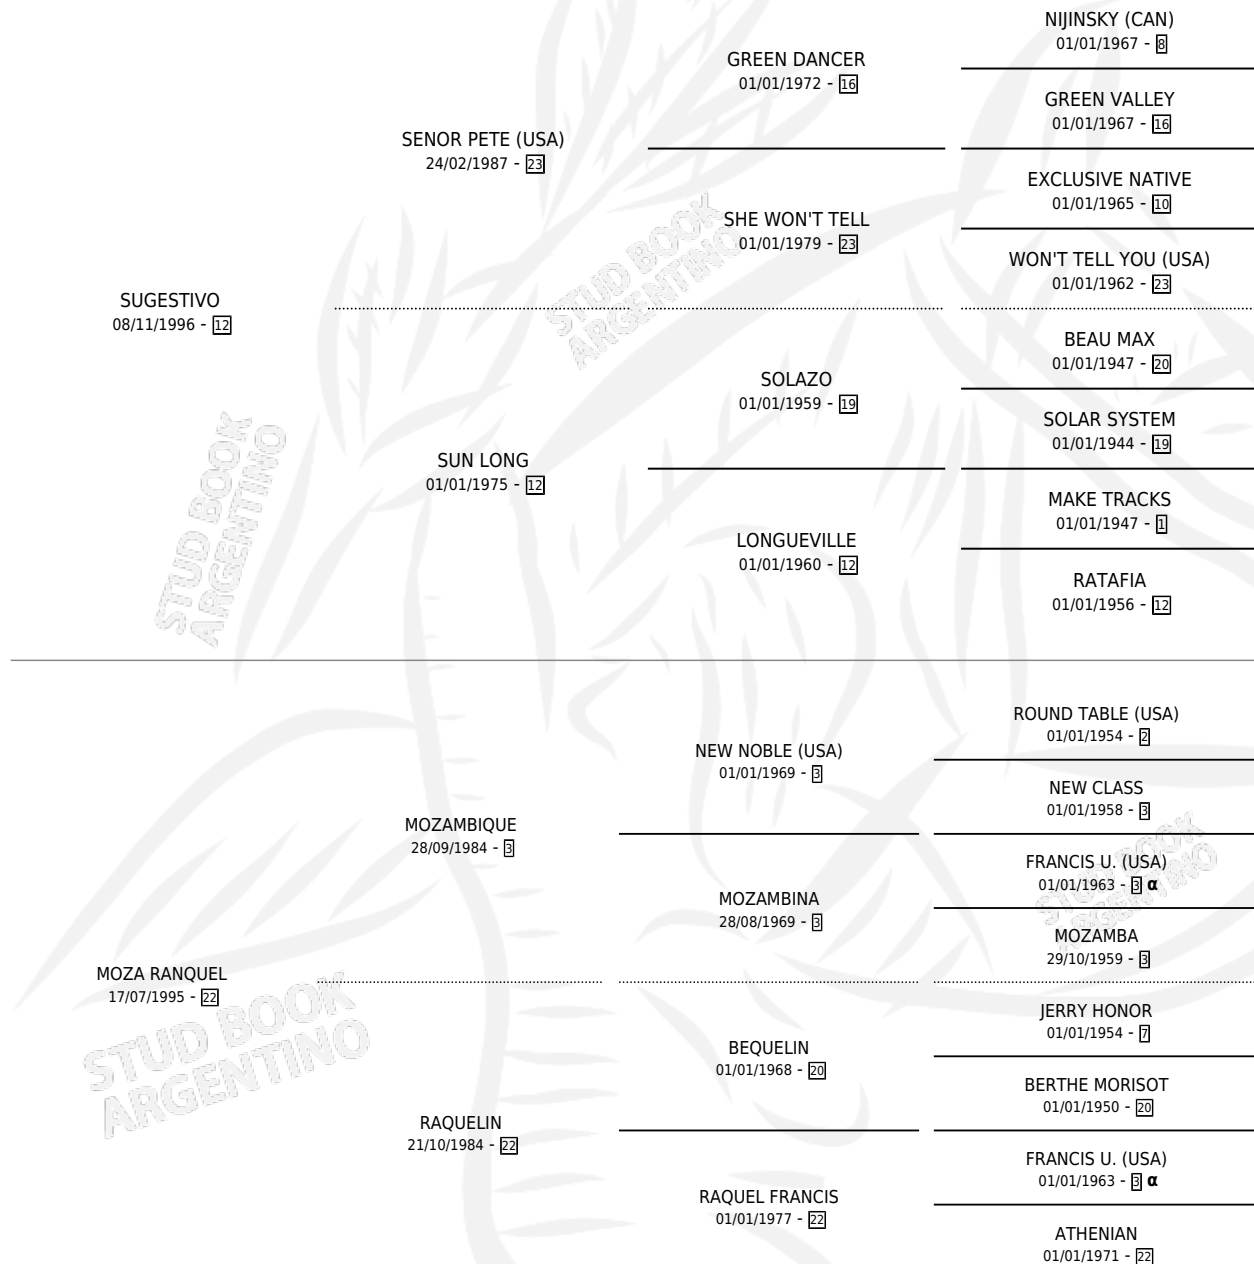 NIJINSKY (CAN)
01/01/1967 - 8
GREEN DANCER
01/01/1972 - 16
GREEN VALLEY
01/01/1967 - 16
SENOR PETE (USA)
24/02/1987 - 23
EXCLUSIVE NATIVE
01/01/1965 - 10
SHE WON'T TELL
01/01/1979 - 23
WON'T TELL YOU (USA)
01/01/1962 - 23
STUD BOOK
ARGENTINO
SUGESTIVO
08/11/1996 - 12
BEAU MAX
01/01/1947 - 20
SOLAZO
01/01/1959 - 19
SOLAR SYSTEM
01/01/1944 - 19
SUN LONG
01/01/1975 - 12
MAKE TRACKS
01/01/1947 - 1
LONGUEVILLE
01/01/1960 - 12
RATAFIA
01/01/1956 - 12
STUD BOOK
ARGENTINO
ROUND TABLE (USA)
01/01/1954 - 2
NEW NOBLE (USA)
01/01/1969 - 3
NEW CLASS
01/01/1958 - 3
MOZAMBIQUE
28/09/1984 - 3
FRANCIS U. (USA)
01/01/1963 - 3 α
MOZAMBINA
28/08/1969 - 3
MOZAMBA
29/10/1959 - 3
STUD BOOK
ARGENTINO
MOZA RANQUEL
17/07/1995 - 22
JERRY HONOR
01/01/1954 - 7
BEQUELIN
01/01/1968 - 20
BERTHE MORISOT
01/01/1950 - 20
STUD BOOK
ARGENTINO
RAQUELIN
21/10/1984 - 22
FRANCIS U. (USA)
01/01/1963 - 3 α
RAQUEL FRANCIS
01/01/1977 - 22
ATHENIAN
01/01/1971 - 22